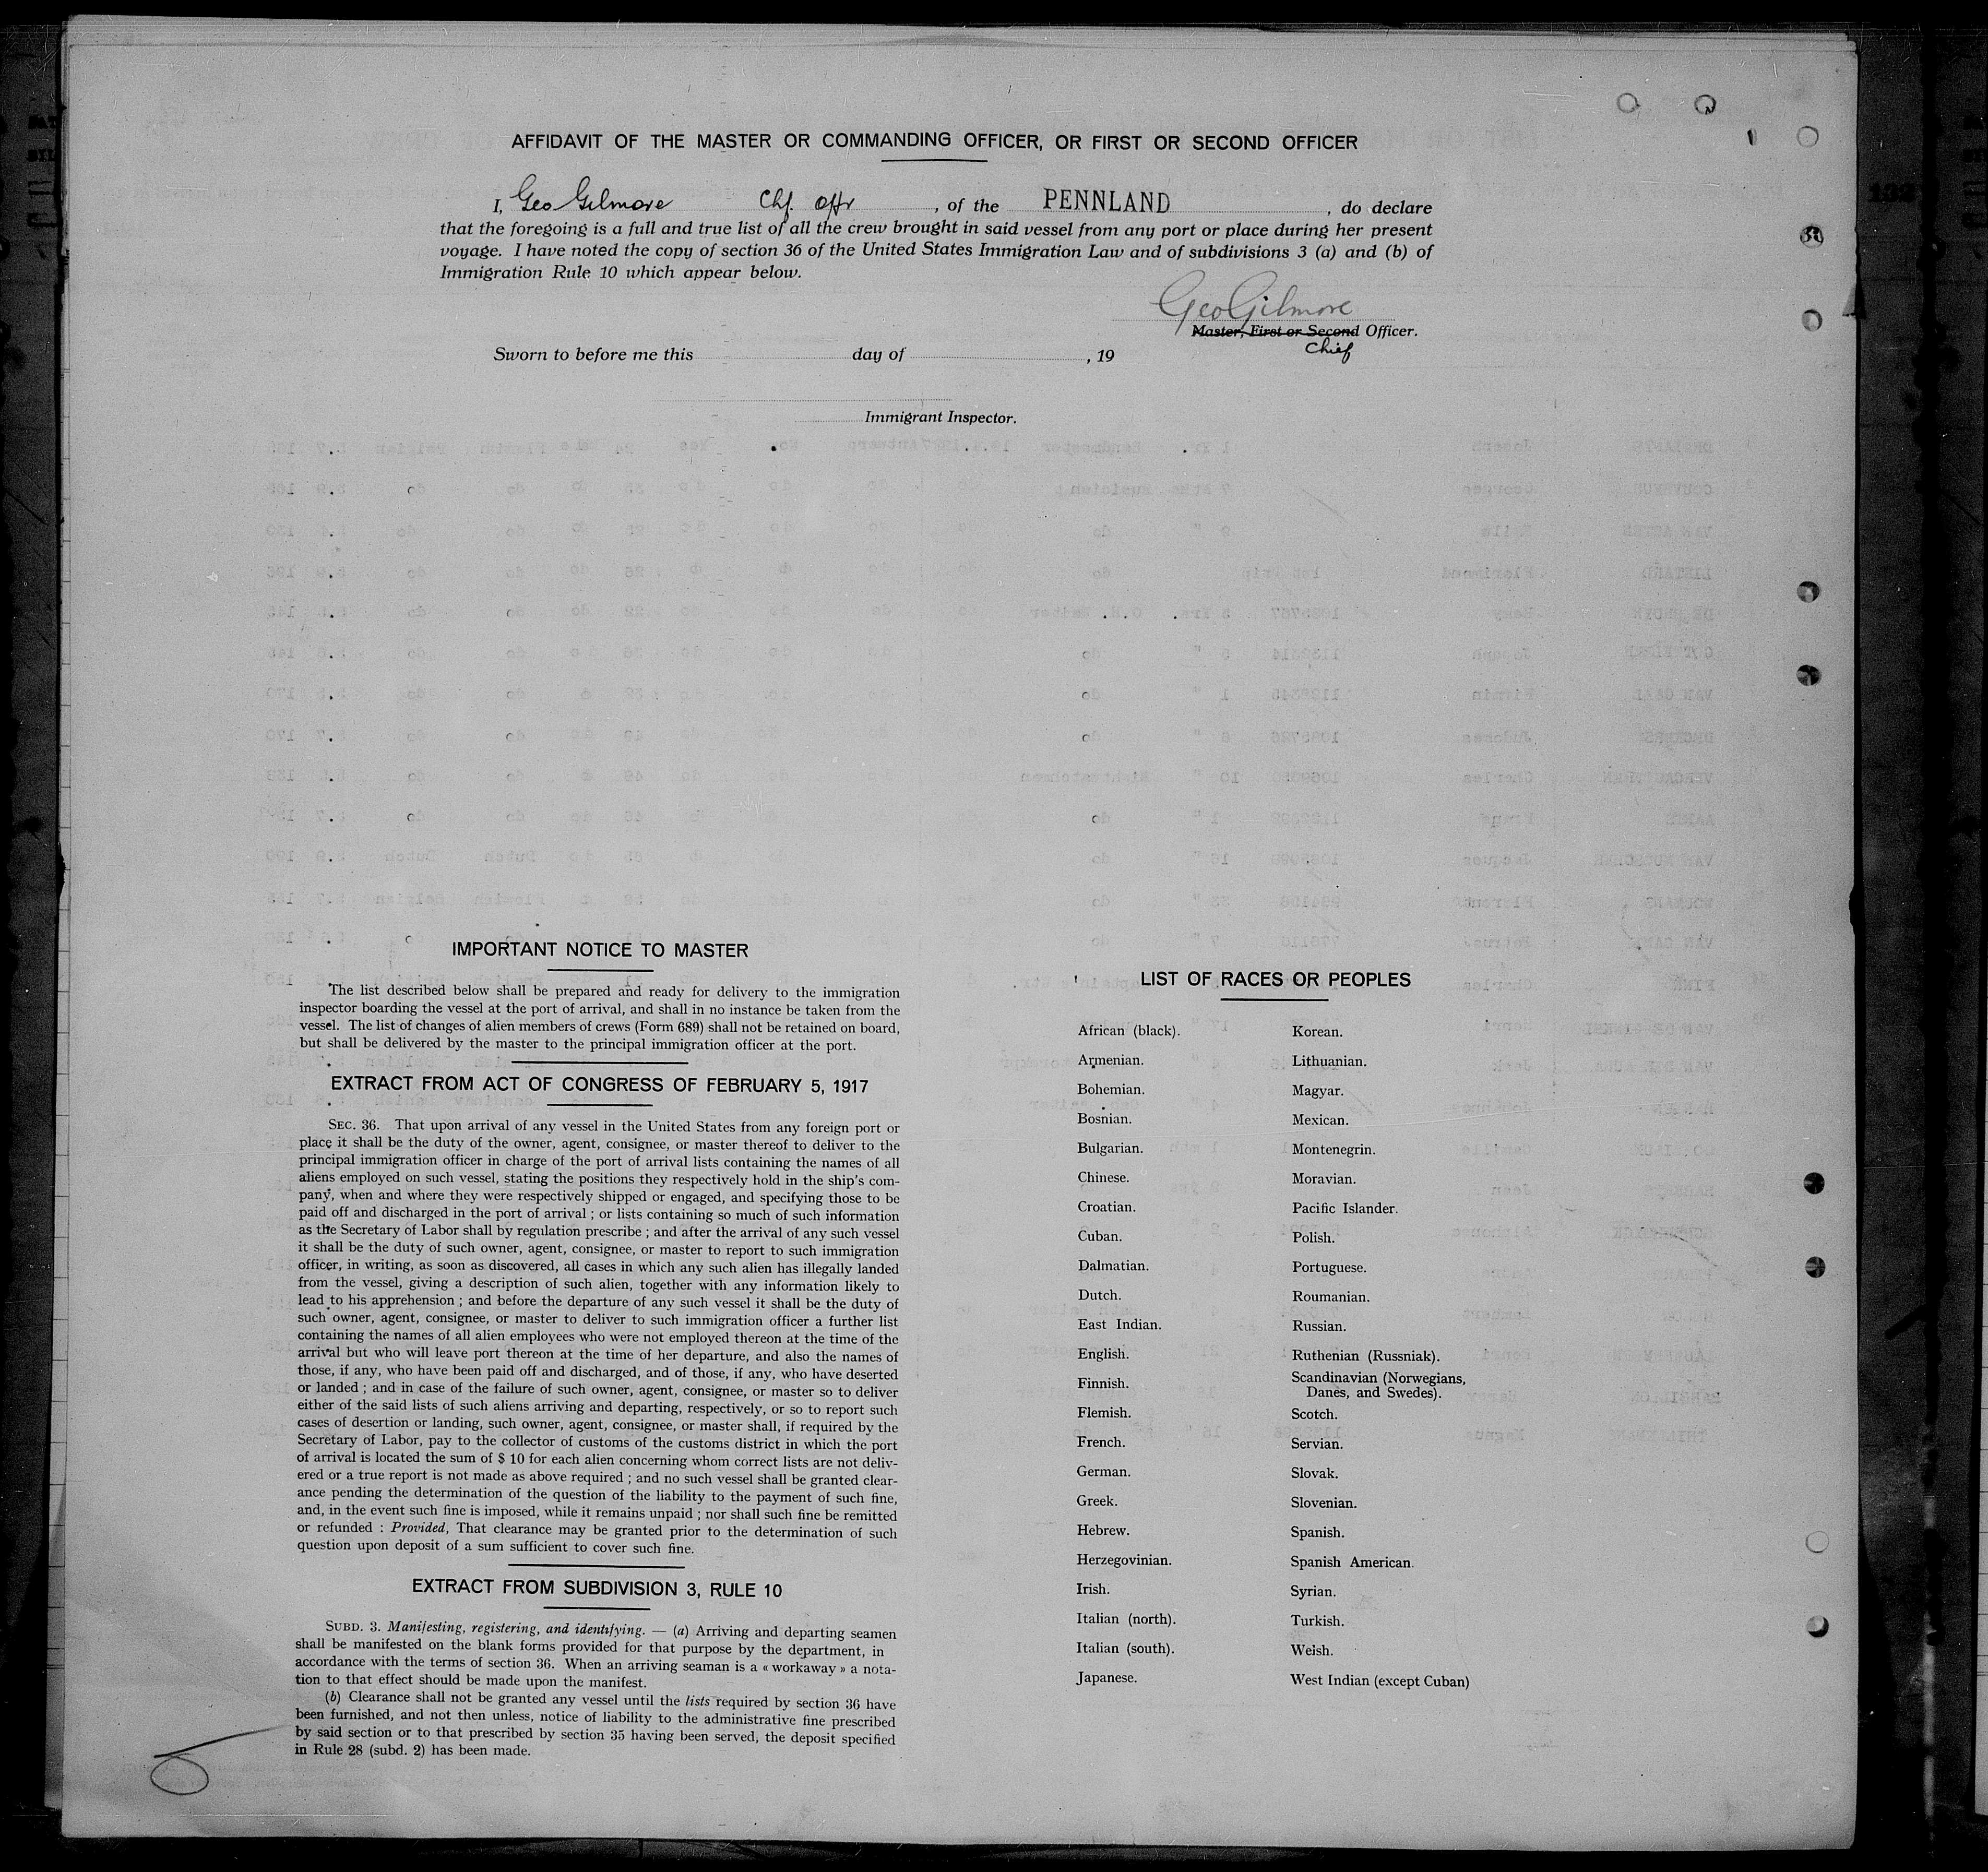 AFFIDAVIT OF THE MASTER OR COMMANDING OFFICER, OR FIRST OR SECOND OFFICER
I, Geo Gilmore Chf. offr , of the PENNLAND , do declare
that the foregoing is a full and true list of all the crew brought in said vessel from any port or place during her present
voyage. I have noted the copy of section 36 of the United States Immigration Law and of subdivisions 3 (a) and (b) of
Immigration Rule 10 which appear below.
Geo Gilmore
Master, First or Second Officer.
Chief
Sworn to before me this day of , 19
Immigrant Inspector.
IMPORTANT NOTICE TO MASTER
The list described below shall be prepared and ready for delivery to the immigration
inspector boarding the vessel at the port of arrival, and shall in no instance be taken from the
vessel. The list of changes of alien members of crews (Form 689) shall not be retained on board,
but shall be delivered by the master to the principal immigration officer at the port.
EXTRACT FROM ACT OF CONGRESS OF FEBRUARY 5, 1917
SEC. 36. That upon arrival of any vessel in the United States from any foreign port or
place it shall be the duty of the owner, agent, consignee, or master thereof to deliver to the
principal immigration officer in charge of the port of arrival lists containing the names of all
aliens employed on such vessel, stating the positions they respectively hold in the ship's com-
pany, when and where they were respectively shipped or engaged, and specifying those to be
paid off and discharged in the port of arrival ; or lists containing so much of such information
as the Secretary of Labor shall by regulation prescribe ; and after the arrival of any such vessel
it shall be the duty of such owner, agent, consignee, or master to report to such immigration
officer, in writing, as soon as discovered, all cases in which any such alien has illegally landed
from the vessel, giving a description of such alien, together with any information likely to
lead to his apprehension ; and before the departure of any such vessel it shall be the duty of
such owner, agent, consignee, or master to deliver to such immigration officer a further list
containing the names of all alien employees who were not employed thereon at the time of the
arrival but who will leave port thereon at the time of her departure, and also the names of
those, if any, who have been paid off and discharged, and of those, if any, who have deserted
or landed ; and in case of the failure of such owner, agent, consignee, or master so to deliver
either of the said lists of such aliens arriving and departing, respectively, or so to report such
cases of desertion or landing, such owner, agent, consignee, or master shall, if required by the
Secretary of Labor, pay to the collector of customs of the customs district in which the port
of arrival is located the sum of $ 10 for each alien concerning whom correct lists are not deliv-
ered or a true report is not made as above required ; and no such vessel shall be granted clear-
ance pending the determination of the question of the liability to the payment of such fine,
and, in the event such fine is imposed, while it remains unpaid ; nor shall such fine be remitted
or refunded : Provided, That clearance may be granted prior to the determination of such
question upon deposit of a sum sufficient to cover such fine.
EXTRACT FROM SUBDIVISION 3, RULE 10
SUBD. 3. Manifesting, registering, and identifying. — (a) Arriving and departing seamen
shall be manifested on the blank forms provided for that purpose by the department, in
accordance with the terms of section 36. When an arriving seaman is a « workaway » a nota-
tion to that effect should be made upon the manifest.
(b) Clearance shall not be granted any vessel until the lists required by section 36 have
been furnished, and not then unless, notice of liability to the administrative fine prescribed
by said section or to that prescribed by section 35 having been served, the deposit specified
in Rule 28 (subd. 2) has been made.
LIST OF RACES OR PEOPLES
African (black).
Armenian.
Bohemian.
Bosnian.
Bulgarian.
Chinese.
Croatian.
Cuban.
Dalmatian.
Dutch.
East Indian.
English.
Finnish.
Flemish.
French.
German.
Greek.
Hebrew.
Herzegovinian.
Irish.
Italian (north).
Italian (south).
Japanese.
Korean.
Lithuanian.
Magyar.
Mexican.
Montenegrin.
Moravian.
Pacific Islander.
Polish.
Portuguese.
Roumanian.
Russian.
Ruthenian (Russniak).
Scandinavian (Norwegians,
Danes, and Swedes).
Scotch.
Servian.
Slovak.
Slovenian.
Spanish.
Spanish American.
Syrian.
Turkish.
Welsh.
West Indian (except Cuban)